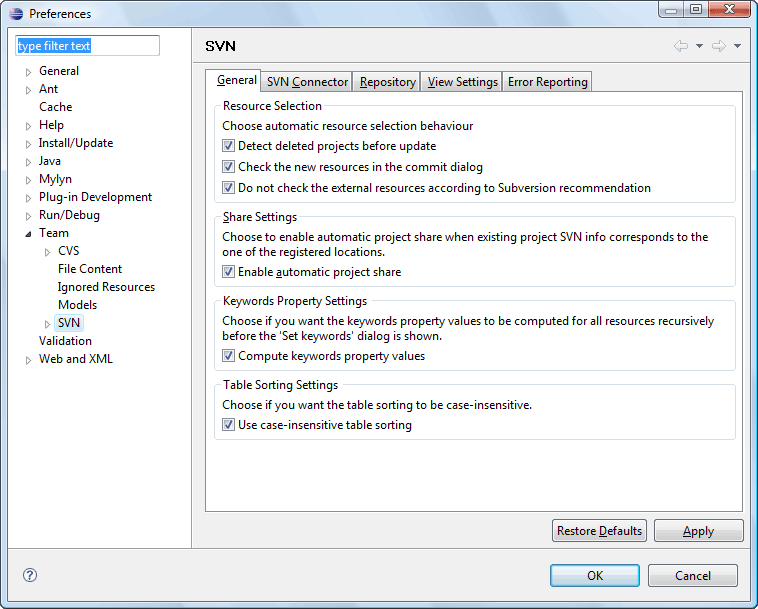 Preferences
type filter text
General
Ant
Cache
Help
Install/Update
Java
Mylyn
Plug-in Development
Run/Debug
Team
CVS
File Content
Ignored Resources
Models
SVN
Validation
Web and XML
SVN
General SVN Connector Repository View Settings Error Reporting
Resource Selection
Choose automatic resource selection behaviour
Detect deleted projects before update
Check the new resources in the commit dialog
Do not check the external resources according to Subversion recommendation
Share Settings
Choose to enable automatic project share when existing project SVN info corresponds to the
one of the registered locations.
Enable automatic project share
Keywords Property Settings
Choose if you want the keywords property values to be computed for all resources recursively
before the 'Set keywords' dialog is shown.
Compute keywords property values
Table Sorting Settings
Choose if you want the table sorting to be case-insensitive.
Use case-insensitive table sorting
Restore Defaults Apply
? OK Cancel